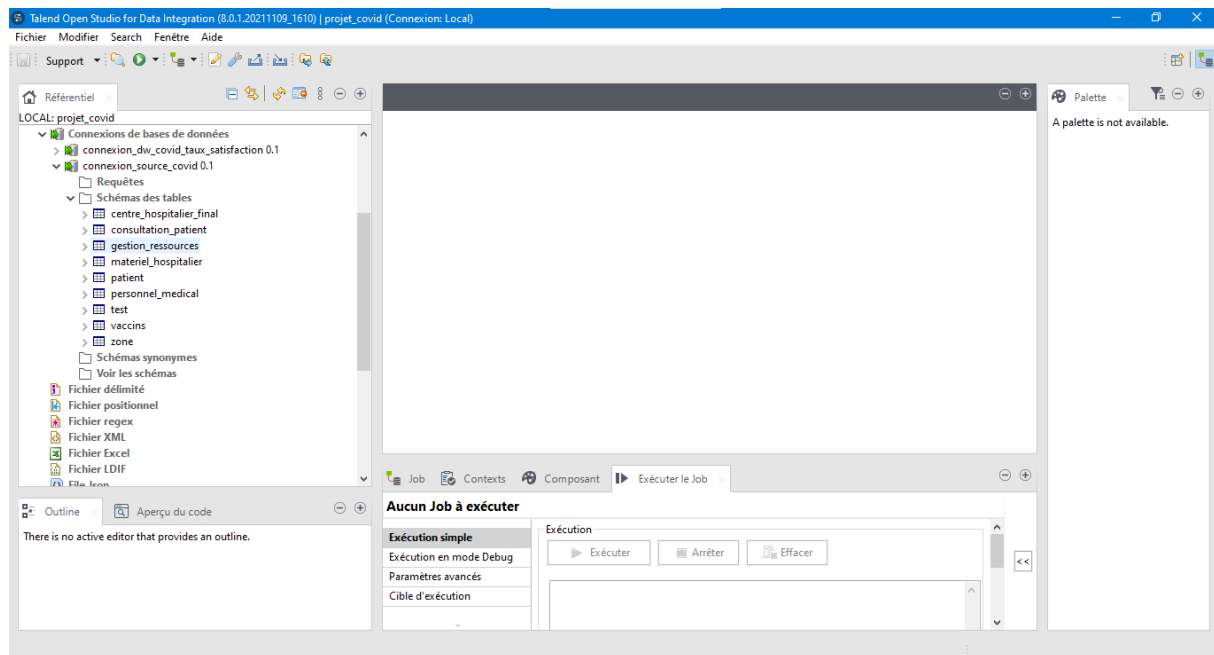 Talend Open Studio for Data Integration (8.0.1.20211109_1610) | projet_covid (Connexion: Local)
Fichier Modifier Search Fenêtre Aide
Support
Référentiel
LOCAL: projet_covid
Connexions de bases de données
connexion_dw_covid_taux_satisfaction 0.1
connexion_source_covid 0.1
Requêtes
Schémas des tables
centre_hospitalier_final
consultation_patient
gestion_ressources
materiel_hospitalier
patient
personnel_medical
test
vaccins
zone
Schémas synonymes
Voir les schémas
Fichier délimité
Fichier positionnel
Fichier regex
Fichier XML
Fichier Excel
Fichier LDIF
File Json
Outline Aperçu du code
There is no active editor that provides an outline.
Palette
A palette is not available.
Job Contexts Composant Exécuter le Job
Aucun Job à exécuter
Exécution simple
Exécution en mode Debug
Paramètres avancés
Cible d'exécution
Exécution
Exécuter Arrêter Effacer
<<